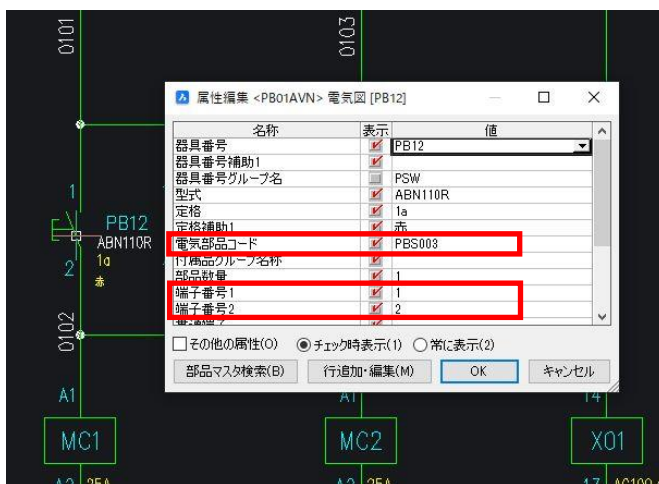 0101
0103
属性編集 <PB01AVN> 電気図 [PB12]
名称 表示 値
器具番号 PB12
器具番号補助1
器具番号グループ名 PSW
型式 ABN110R
定格 1a
定格補助1 赤
電気部品コード PBS003
付属品グループ名称
部品数量 1
端子番号1 1
端子番号2 2
その他の属性(O) チェック時表示(1) 常に表示(2)
部品マスタ検索(B) 行追加・編集(M) OK キャンセル
1
PB12
ABN110R
2 1a
赤
0102
A1 A1 14
MC1 MC2 X01
A2 25A A2 25A 13 AC100